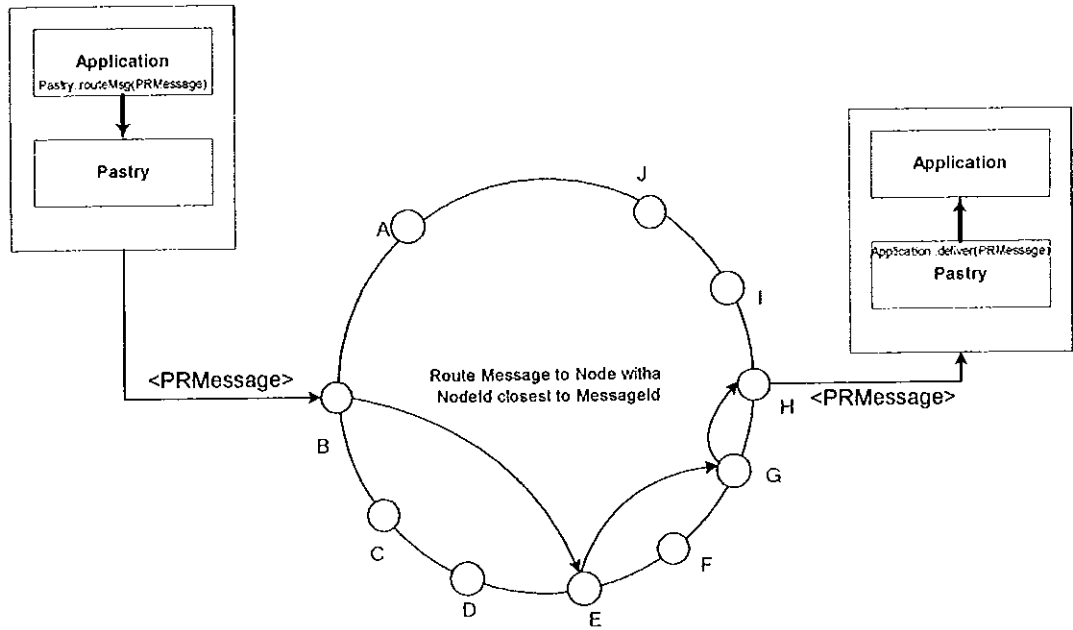 Application
Pastry.routeMsg(PRMessage)
Pastry
<PRMessage>
A
B
C
D
E
F
G
H
I
J
Route Message to Node witha
NodeId closest to MessageId
<PRMessage>
Application
Application .deliver(PRMessage)
Pastry